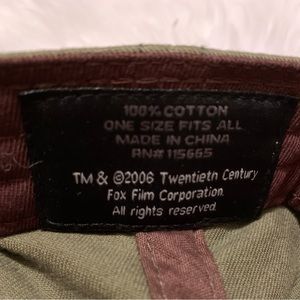 100% COTTON
ONE SIZE FITS ALL
MADE IN CHINA
RN# 115665
TM & ©2006 Twentieth Century
Fox Film Corporation.
All rights reserved.